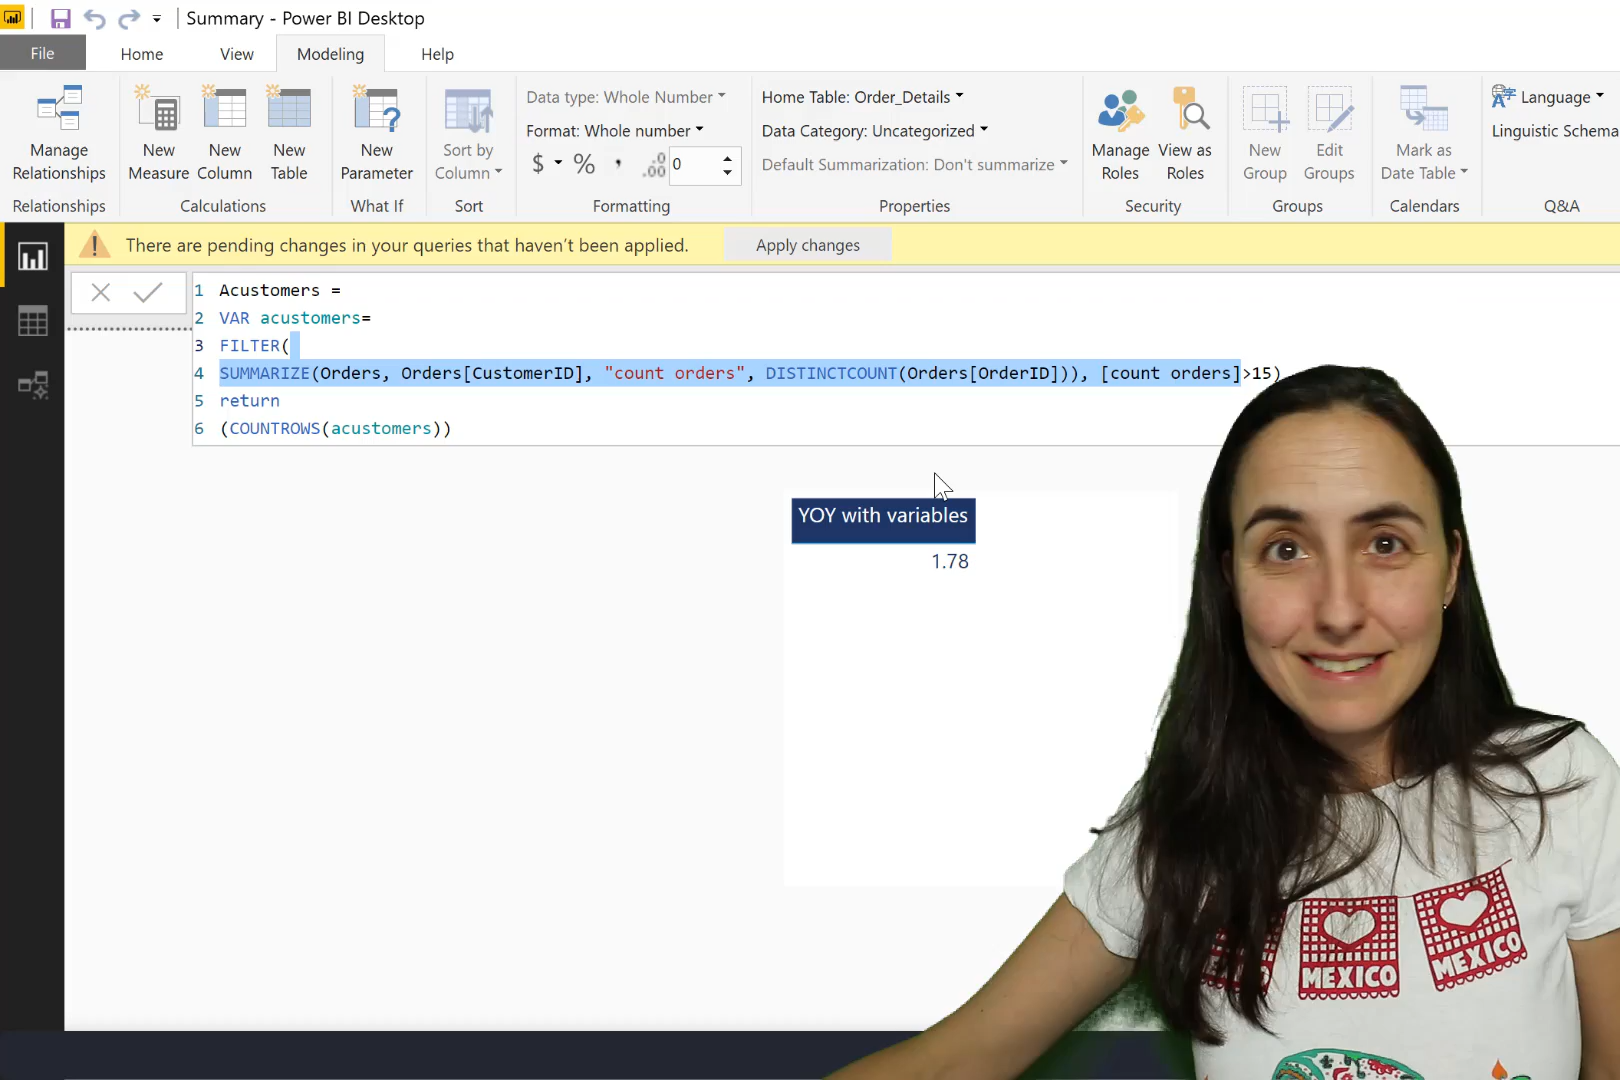 Summary - Power BI Desktop
File
Home
View
Modeling
Help
Manage
Relationships
Relationships
New
Measure
New
Column
New
Table
Calculations
New
Parameter
What If
Sort by
Column
Sort
Data type: Whole Number
Format: Whole number
$ % , .00 0
Formatting
Home Table: Order_Details
Data Category: Uncategorized
Default Summarization: Don't summarize
Properties
Manage
Roles
View as
Roles
Security
New
Group
Edit
Groups
Groups
Mark as
Date Table
Calendars
Language
Linguistic Schema
Q&A
There are pending changes in your queries that haven't been applied.
Apply changes
1 Acustomers =
2 VAR acustomers=
3 FILTER(
4 SUMMARIZE(Orders, Orders[CustomerID], "count orders", DISTINCTCOUNT(Orders[OrderID])), [count orders]>15)
5 return
6 (COUNTROWS(acustomers))
YOY with variables
1.78
MEXICO
MEXICO